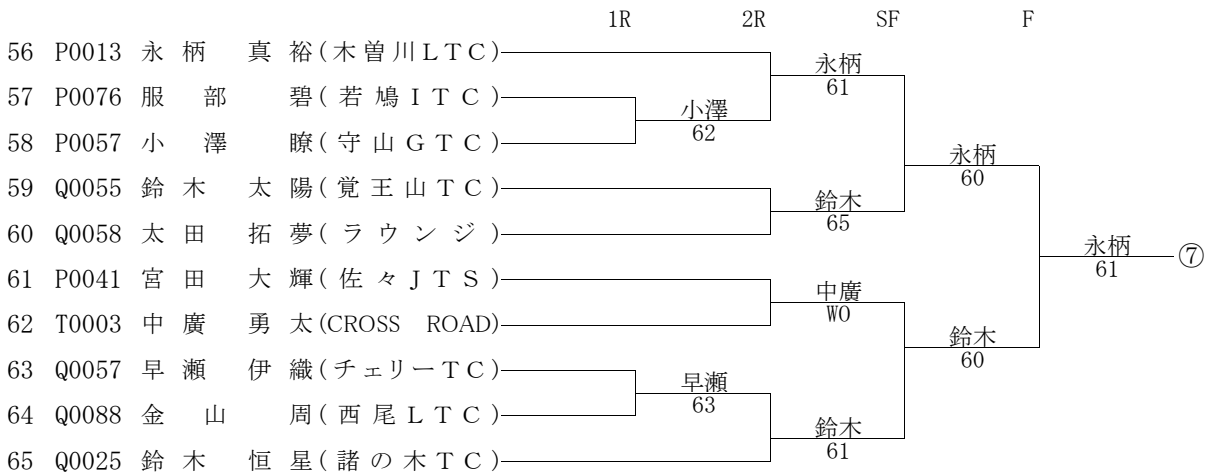 1R 2R SF F
56 P0013 永柄 真裕(木曽川LTC)
永柄
61
57 P0076 服部 碧(若鳩ITC)
小澤
62
58 P0057 小澤 瞭(守山GTC)
永柄
60
59 Q0055 鈴木 太陽(覚王山TC)
鈴木
65
60 Q0058 太田 拓夢(ラウンジ)
永柄
61
⑦
61 P0041 宮田 大輝(佐々JTS)
中廣
WO
62 T0003 中廣 勇太(CROSS ROAD)
鈴木
60
63 Q0057 早瀬 伊織(チェリーTC)
早瀬
63
64 Q0088 金山 周(西尾LTC)
鈴木
61
65 Q0025 鈴木 恒星(諸の木TC)